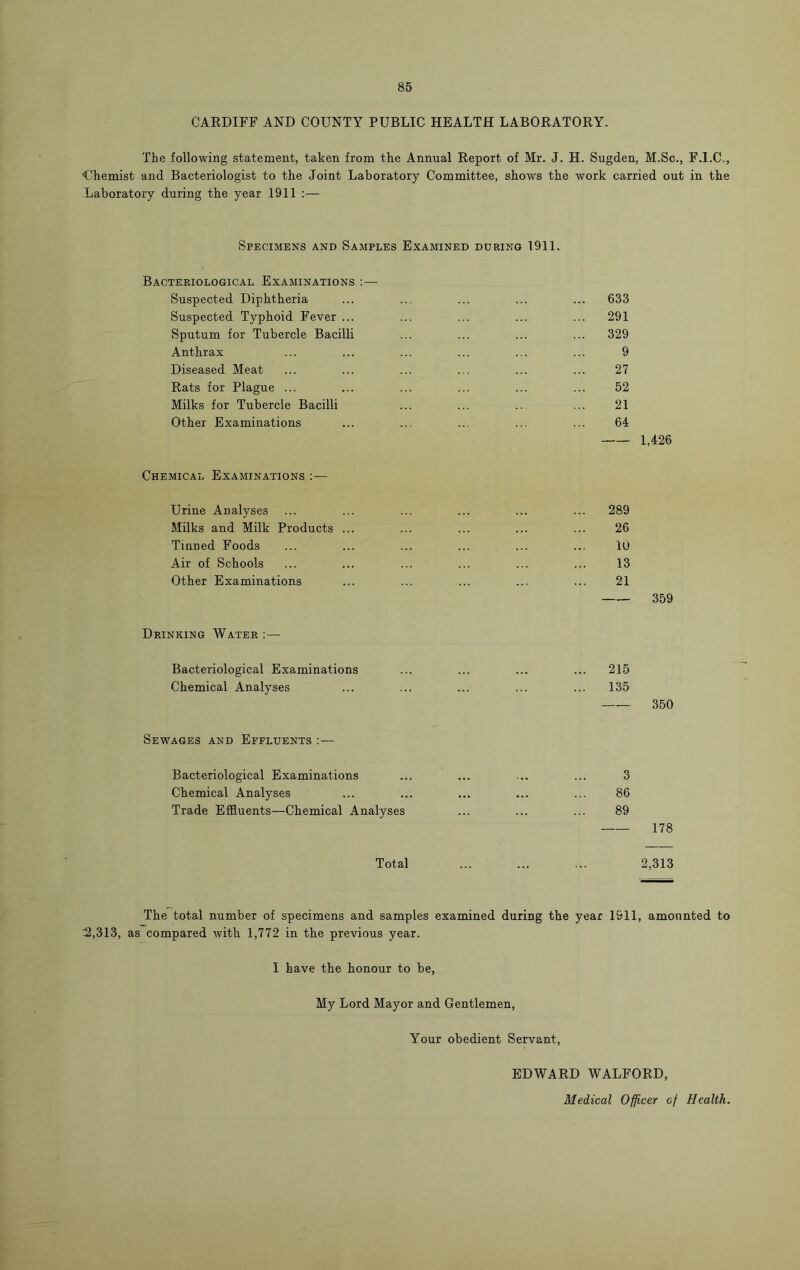 85
CARDIFF AND COUNTY PUBLIC HEALTH LABORATORY.
The following statement, taken from the Annual Report of Mr. J. H. Sugden, M.Sc., F.I.C.,
Chemist and Bacteriologist to the Joint Laboratory Committee, shows the work carried out in the
Laboratory during the year 1911 :—
SPECIMENS AND SAMPLES EXAMINED DURING 1911.
BACTERIOLOGICAL EXAMINATIONS :—
Suspected Diphtheria ... ... ... ... ... 633
Suspected Typhoid Fever ... ... ... ... ... 291
Sputum for Tubercle Bacilli ... ... ... ... 329
Anthrax ... ... ... ... ... ... 9
Diseased Meat ... ... ... ... ... ... 27
Rats for Plague ... ... ... ... ... ... 52
Milks for Tubercle Bacilli ... ... ... ... 21
Other Examinations ... ... ... ... ... 64
—— 1,426
CHEMICAL EXAMINATIONS :—
Urine Analyses ... ... ... ... ... ... 289
Milks and Milk Products ... ... ... ... ... 26
Tinned Foods ... ... ... ... ... ... 10
Air of Schools ... ... ... ... ... ... 13
Other Examinations ... ... ... ... ... 21
—— 359
DRINKING WATER :—
Bacteriological Examinations ... ... ... ... 215
Chemical Analyses ... ... ... ... ... 135
—— 350
SEWAGES AND EFFLUENTS :—
Bacteriological Examinations ... ... ... ... 3
Chemical Analyses ... ... ... ... ... 86
Trade Effluents—Chemical Analyses ... ... ... 89
—— 178
Total ... ... ... 2,313
The total number of specimens and samples examined during the year 1911, amounted to
2,313, as compared with 1,772 in the previous year.
I have the honour to be,
My Lord Mayor and Gentlemen,
Your obedient Servant,
EDWARD WALFORD,
Medical Officer of Health.